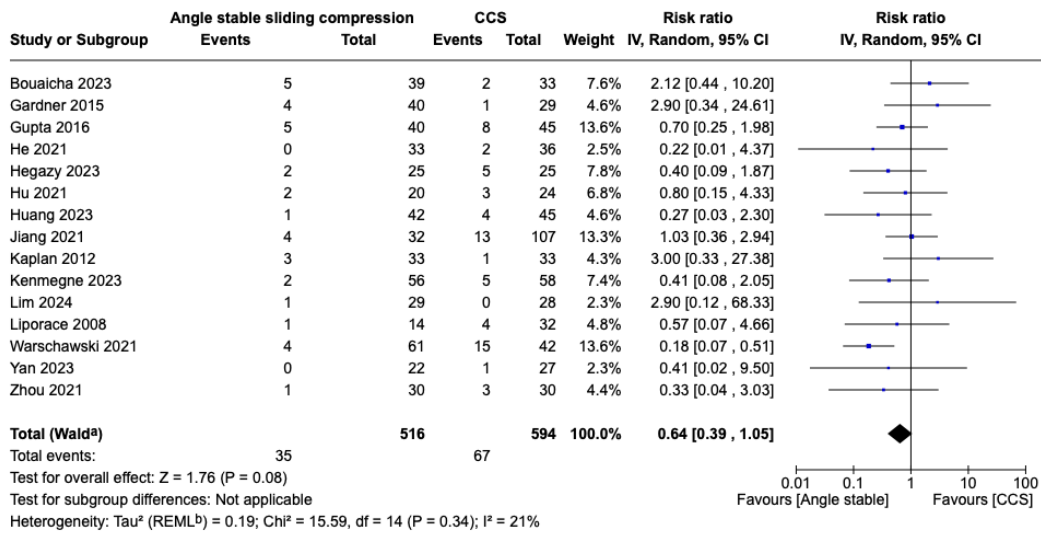 Angle stable sliding compression CCS Risk ratio Risk ratio
Study or Subgroup Events Total Events Total Weight IV, Random, 95% CI IV, Random, 95% CI
Bouaicha 2023 5 39 2 33 7.6% 2.12 [0.44 , 10.20]
Gardner 2015 4 40 1 29 4.6% 2.90 [0.34 , 24.61]
Gupta 2016 5 40 8 45 13.6% 0.70 [0.25 , 1.98]
He 2021 0 33 2 36 2.5% 0.22 [0.01 , 4.37]
Hegazy 2023 2 25 5 25 8.4% 0.40 [0.09 , 1.87]
Hu 2021 2 20 3 24 6.8% 0.80 [0.15 , 4.33]
Huang 2023 1 42 4 45 4.6% 0.27 [0.03 , 2.30]
Jiang 2021 4 32 13 107 13.3% 1.03 [0.36 , 2.94]
Kaplan 2012 3 33 1 33 4.3% 3.00 [0.33 , 27.38]
Kenmegne 2023 2 56 5 58 7.4% 0.41 [0.08 , 2.05]
Lim 2024 1 29 0 28 2.3% 2.90 [0.12 , 68.33]
Liporace 2008 1 14 4 32 4.8% 0.57 [0.07 , 4.66]
Warschawski 2021 4 61 15 42 13.6% 0.18 [0.07 , 0.51]
Yan 2023 0 22 1 27 2.3% 0.41 [0.02 , 9.50]
Zhou 2021 1 30 3 30 4.4% 0.33 [0.04 , 3.03]
Total (Waldᵃ) 516 594 100.0% 0.64 [0.39 , 1.05]
Total events: 35 67
Test for overall effect: Z = 1.76 (P = 0.08)
Test for subgroup differences: Not applicable
Heterogeneity: Tau² (REMLᵇ) = 0.19; Chi² = 15.59, df = 14 (P = 0.34); I² = 21%
0.01 0.1 1 10 100
Favours [Angle stable] Favours [CCS]